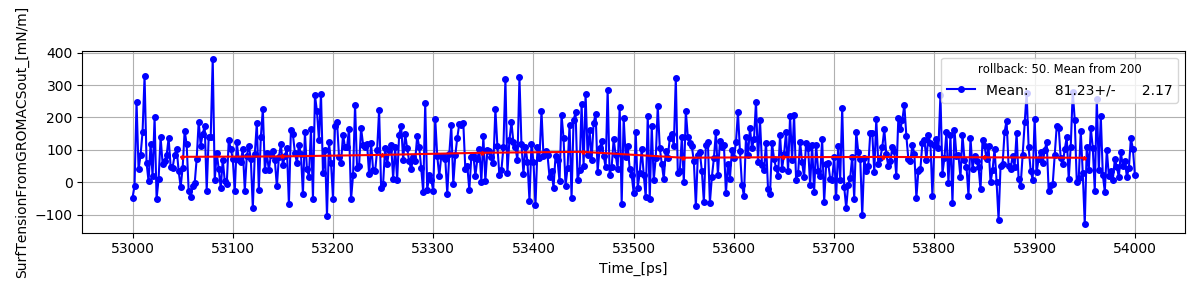 SurfTensionFromGROMACSout_[mN/m]
400
300
200
100
0
−100
rollback: 50. Mean from 200
Mean: 81.23+/- 2.17
53000 53100 53200 53300 53400 53500 53600 53700 53800 53900 54000
Time_[ps]